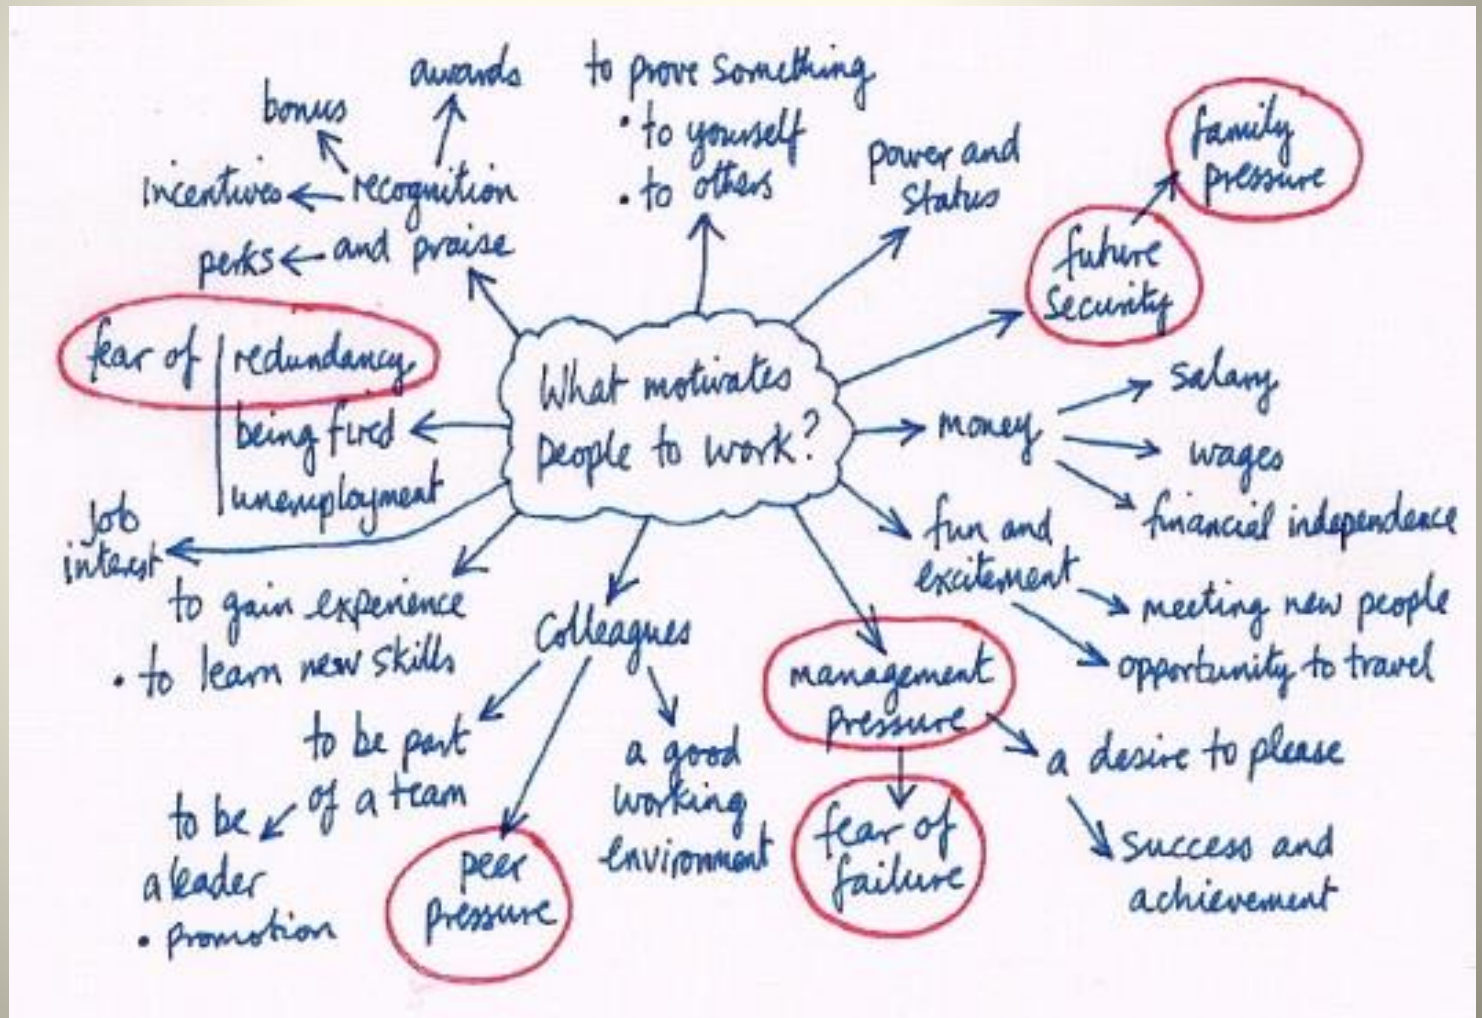 awards
bonus
incentives
recognition
and praise
perks
to prove something
• to yourself
• to others
power and
status
family
pressure
future
security
fear of
redundancy
being fired
unemployment
What motivates
people to work?
money
salary
wages
financial independence
job
interest
to gain experience
• to learn new skills
fun and
excitement
meeting new people
opportunity to travel
Colleagues
to be part
of a team
to be
a leader
• promotion
peer
pressure
a good
working
environment
management
pressure
fear of
failure
a desire to please
success and
achievement